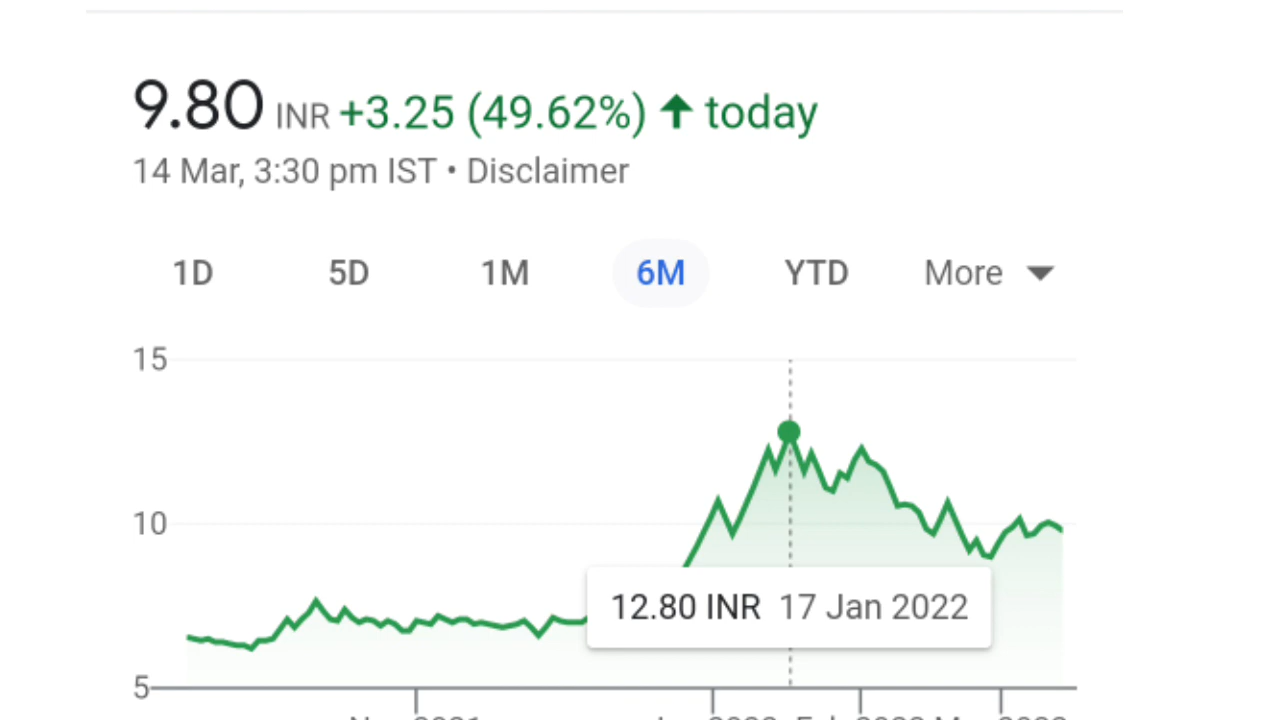 9.80 INR +3.25 (49.62%) ↑ today
14 Mar, 3:30 pm IST • Disclaimer
1D 5D 1M 6M YTD More
15
10
12.80 INR 17 Jan 2022
5